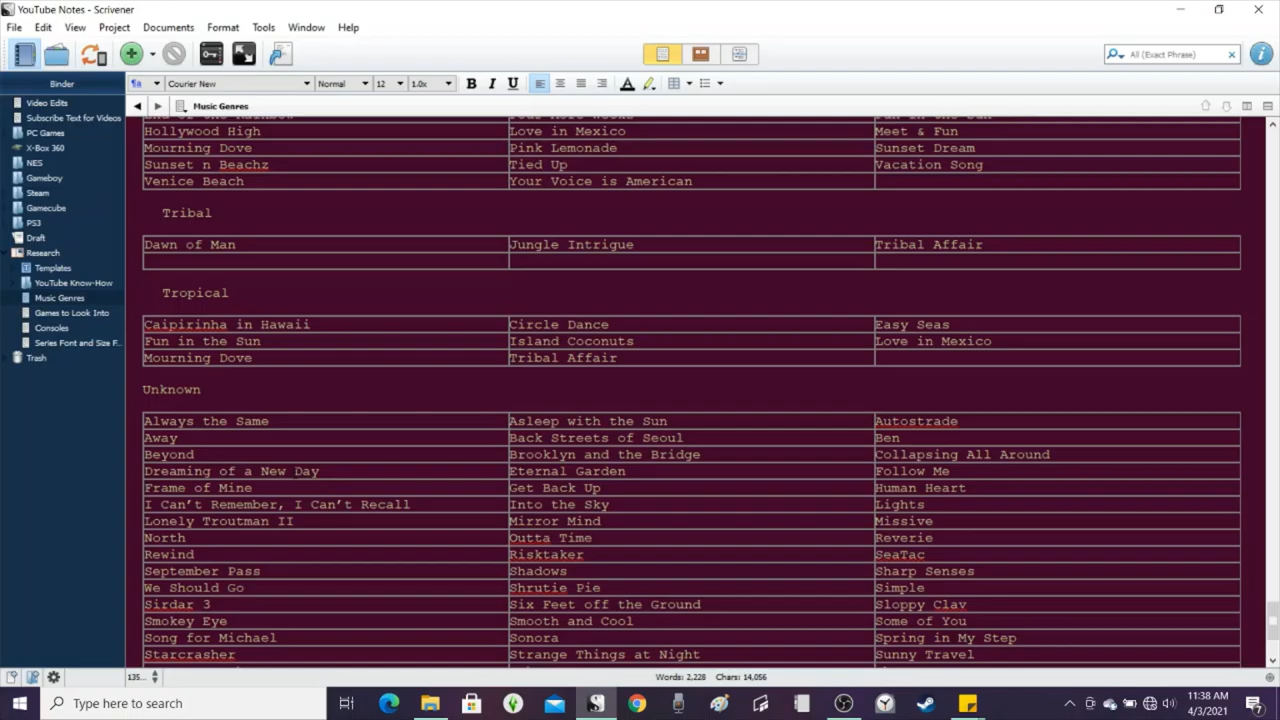 YouTube Notes - Scrivener
File Edit View Project Documents Format Tools Window Help
All (Exact Phrase)
Binder
Courier New Normal 12 1.0x B I U
Video Edits
Subscribe Text for Videos
PC Games
X-Box 360
NES
Gameboy
Steam
Gamecube
PS3
Draft
Research
Templates
YouTube Know-How
Music Genres
Games to Look Into
Consoles
Series Font and Size F...
Trash
Music Genres
Hollywood High Love in Mexico Meet & Fun
Mourning Dove Pink Lemonade Sunset Dream
Sunset n Beachz Tied Up Vacation Song
Venice Beach Your Voice is American
Tribal
Dawn of Man Jungle Intrigue Tribal Affair
Tropical
Caipirinha in Hawaii Circle Dance Easy Seas
Fun in the Sun Island Coconuts Love in Mexico
Mourning Dove Tribal Affair
Unknown
Always the Same Asleep with the Sun Autostrade
Away Back Streets of Seoul Ben
Beyond Brooklyn and the Bridge Collapsing All Around
Dreaming of a New Day Eternal Garden Follow Me
Frame of Mine Get Back Up Human Heart
I Can’t Remember, I Can’t Recall Into the Sky Lights
Lonely Troutman II Mirror Mind Missive
North Outta Time Reverie
Rewind Risktaker SeaTac
September Pass Shadows Sharp Senses
We Should Go Shrutie Pie Simple
Sirdar 3 Six Feet off the Ground Sloppy Clav
Smokey Eye Smooth and Cool Some of You
Song for Michael Sonora Spring in My Step
Starcrasher Strange Things at Night Sunny Travel
135... Words: 2,228 Chars: 14,056
Type here to search
11:38 AM
4/3/2021